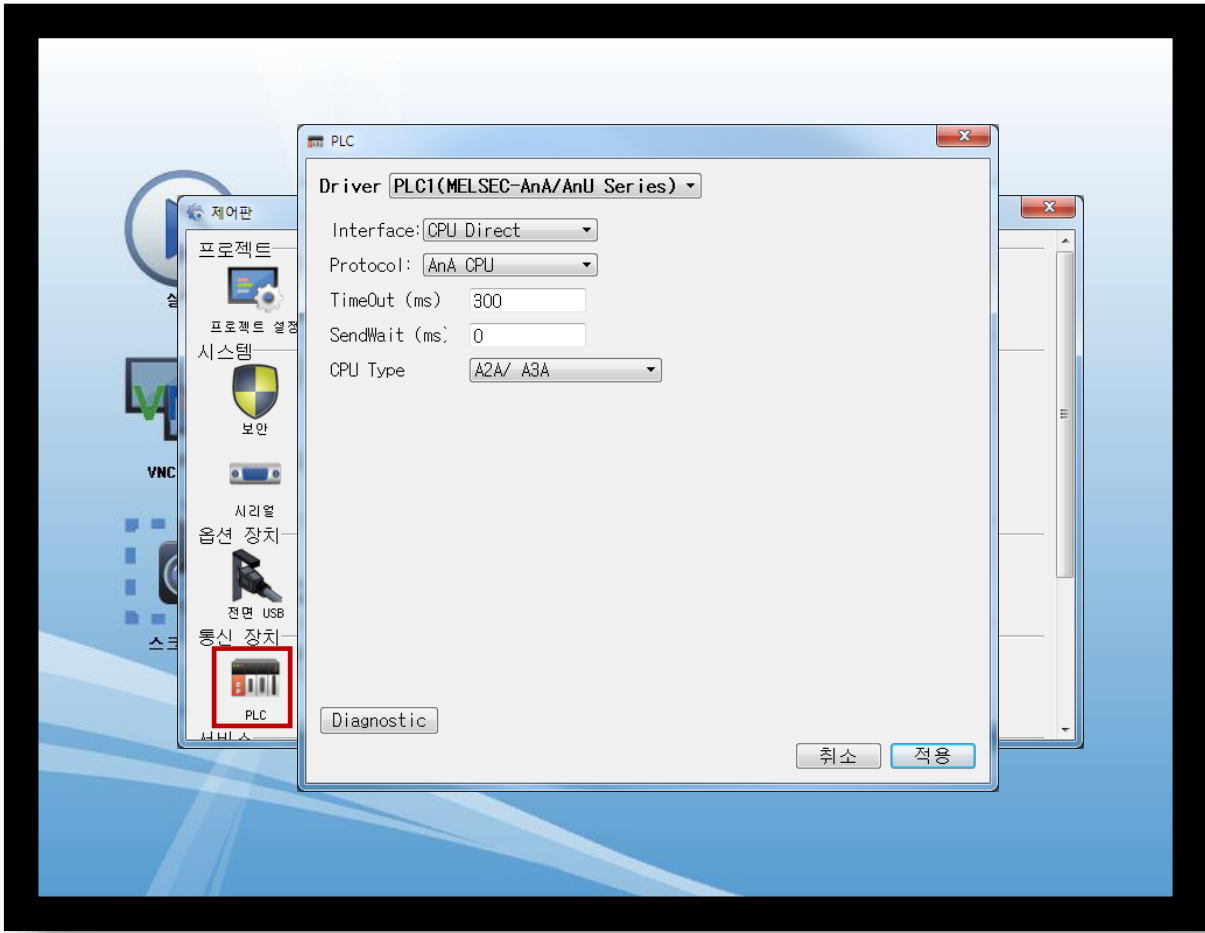 PLC
Driver PLC1(MELSEC-AnA/AnU Series)
제어판
Interface: CPU Direct
프로젝트
Protocol: AnA CPU
TimeOut (ms) 300
프로젝트 설정
SendWait (ms) 0
시스템
CPU Type A2A/ A3A
보안
VNC
시리얼
옵션 장치
전면 USB
통신 장치
PLC
Diagnostic
서비스
취소 적용